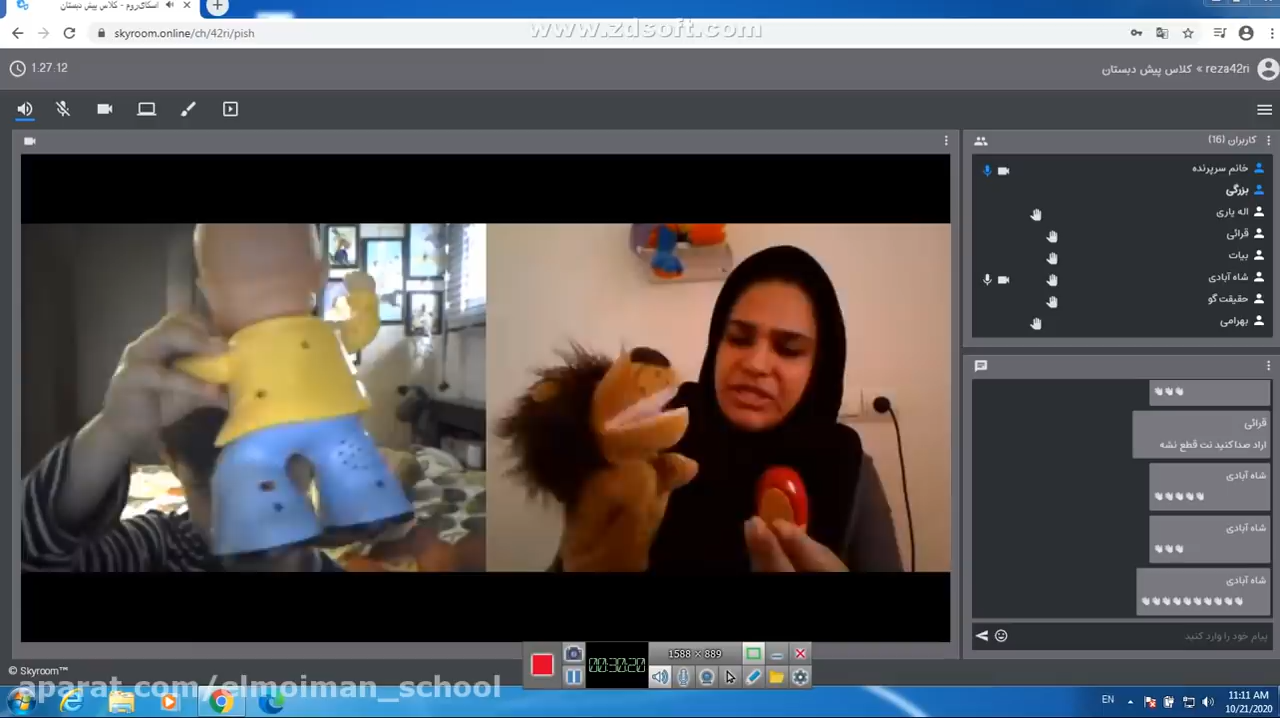 اسکای‌روم - کلاس پیش دبستان
www.zdsoft.com
skyroom.online/ch/42ri/pish
1:27:12
reza42ri » کلاس پیش دبستان
کاربران (16)
خانم سرپرنده
بزرگی
اله یاری
قرائی
بیات
شاه آبادی
حقیقت گو
بهرامی
قرائی
اراد صداکنید نت قطع نشه
شاه آبادی
شاه آبادی
شاه آبادی
پیام خود را وارد کنید
© Skyroom™
1588 × 889
00:30:20
aparat.com/elmoiman_school
EN
11:11 AM
10/21/2020